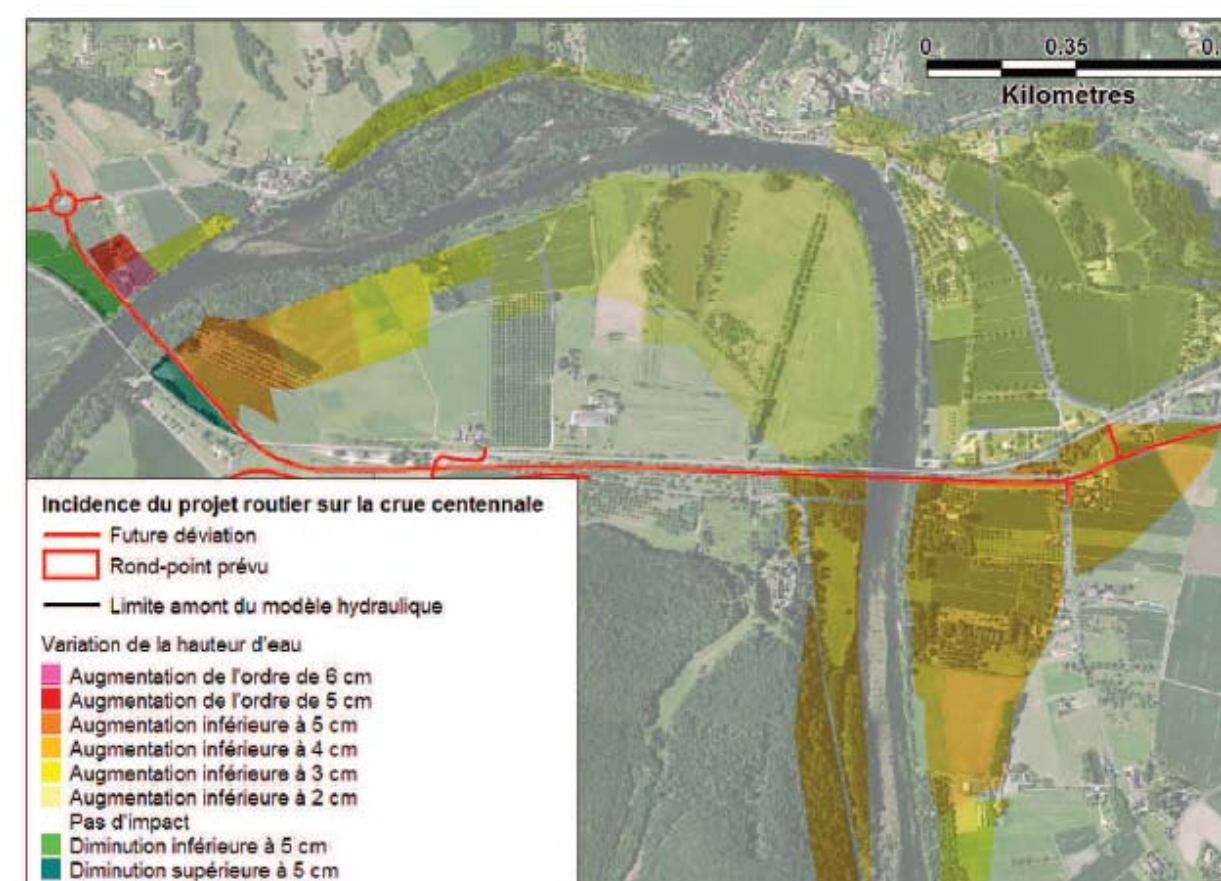 0 0.35 0.
Kilomètres
Incidence du projet routier sur la crue centennale
Future déviation
Rond-point prévu
Limite amont du modèle hydraulique
Variation de la hauteur d'eau
Augmentation de l'ordre de 6 cm
Augmentation de l'ordre de 5 cm
Augmentation inférieure à 5 cm
Augmentation inférieure à 4 cm
Augmentation inférieure à 3 cm
Augmentation inférieure à 2 cm
Pas d'impact
Diminution inférieure à 5 cm
Diminution supérieure à 5 cm